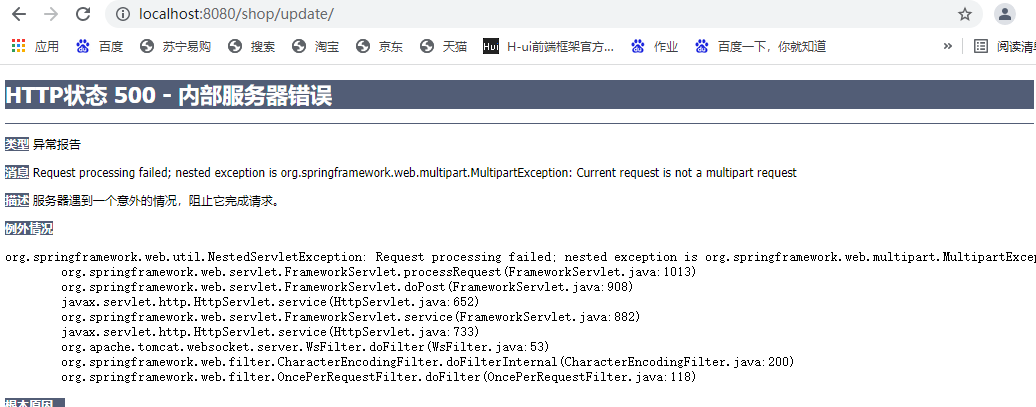 localhost:8080/shop/update/
应用 百度 苏宁易购 搜索 淘宝 京东 天猫 Hui H-ui前端框架官方... 作业 百度一下，你就知道 » 阅读清单
HTTP状态 500 - 内部服务器错误
类型 异常报告
消息 Request processing failed; nested exception is org.springframework.web.multipart.MultipartException: Current request is not a multipart request
描述 服务器遇到一个意外的情况，阻止它完成请求。
例外情况
org.springframework.web.util.NestedServletException: Request processing failed; nested exception is org.springframework.web.multipart.MultipartExcep
org.springframework.web.servlet.FrameworkServlet.processRequest(FrameworkServlet.java:1013)
org.springframework.web.servlet.FrameworkServlet.doPost(FrameworkServlet.java:908)
javax.servlet.http.HttpServlet.service(HttpServlet.java:652)
org.springframework.web.servlet.FrameworkServlet.service(FrameworkServlet.java:882)
javax.servlet.http.HttpServlet.service(HttpServlet.java:733)
org.apache.tomcat.websocket.server.WsFilter.doFilter(WsFilter.java:53)
org.springframework.web.filter.CharacterEncodingFilter.doFilterInternal(CharacterEncodingFilter.java:200)
org.springframework.web.filter.OncePerRequestFilter.doFilter(OncePerRequestFilter.java:118)